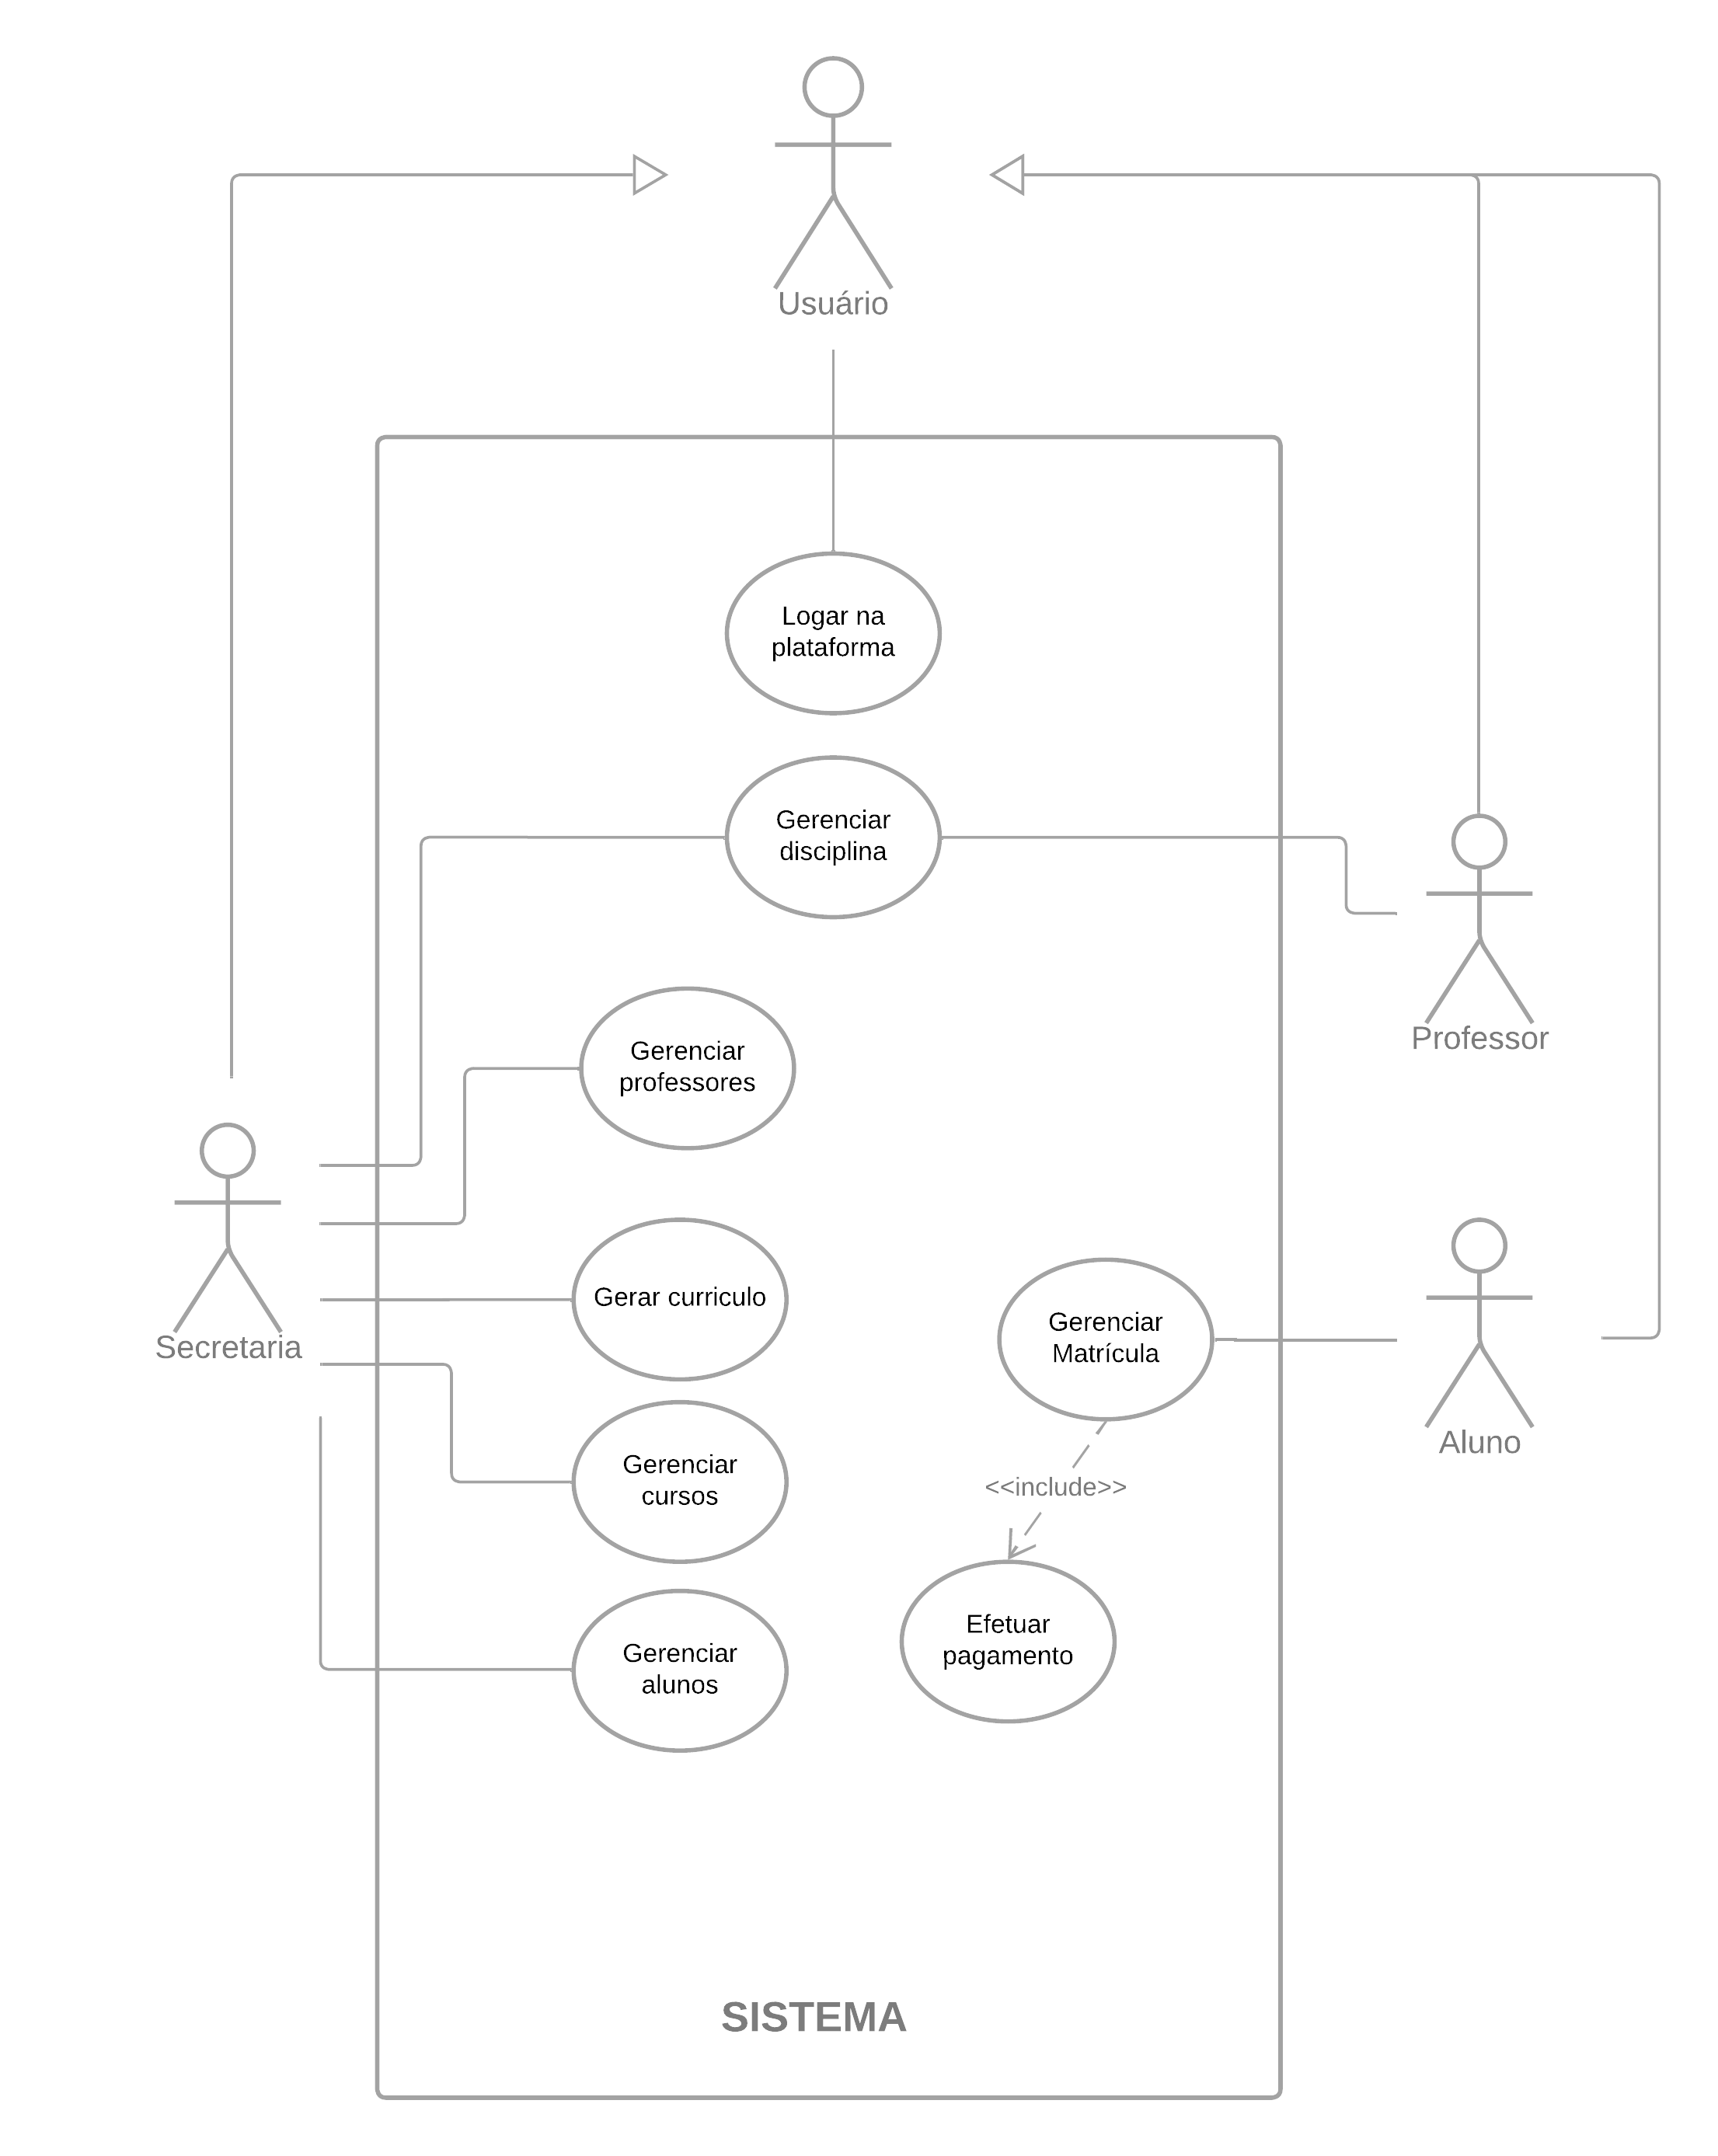 Usuário
Logar na
plataforma
Gerenciar
disciplina
Professor
Gerenciar
professores
Secretaria
Gerar curriculo
Gerenciar
Matrícula
Aluno
Gerenciar
cursos
<<include>>
Efetuar
pagamento
Gerenciar
alunos
SISTEMA